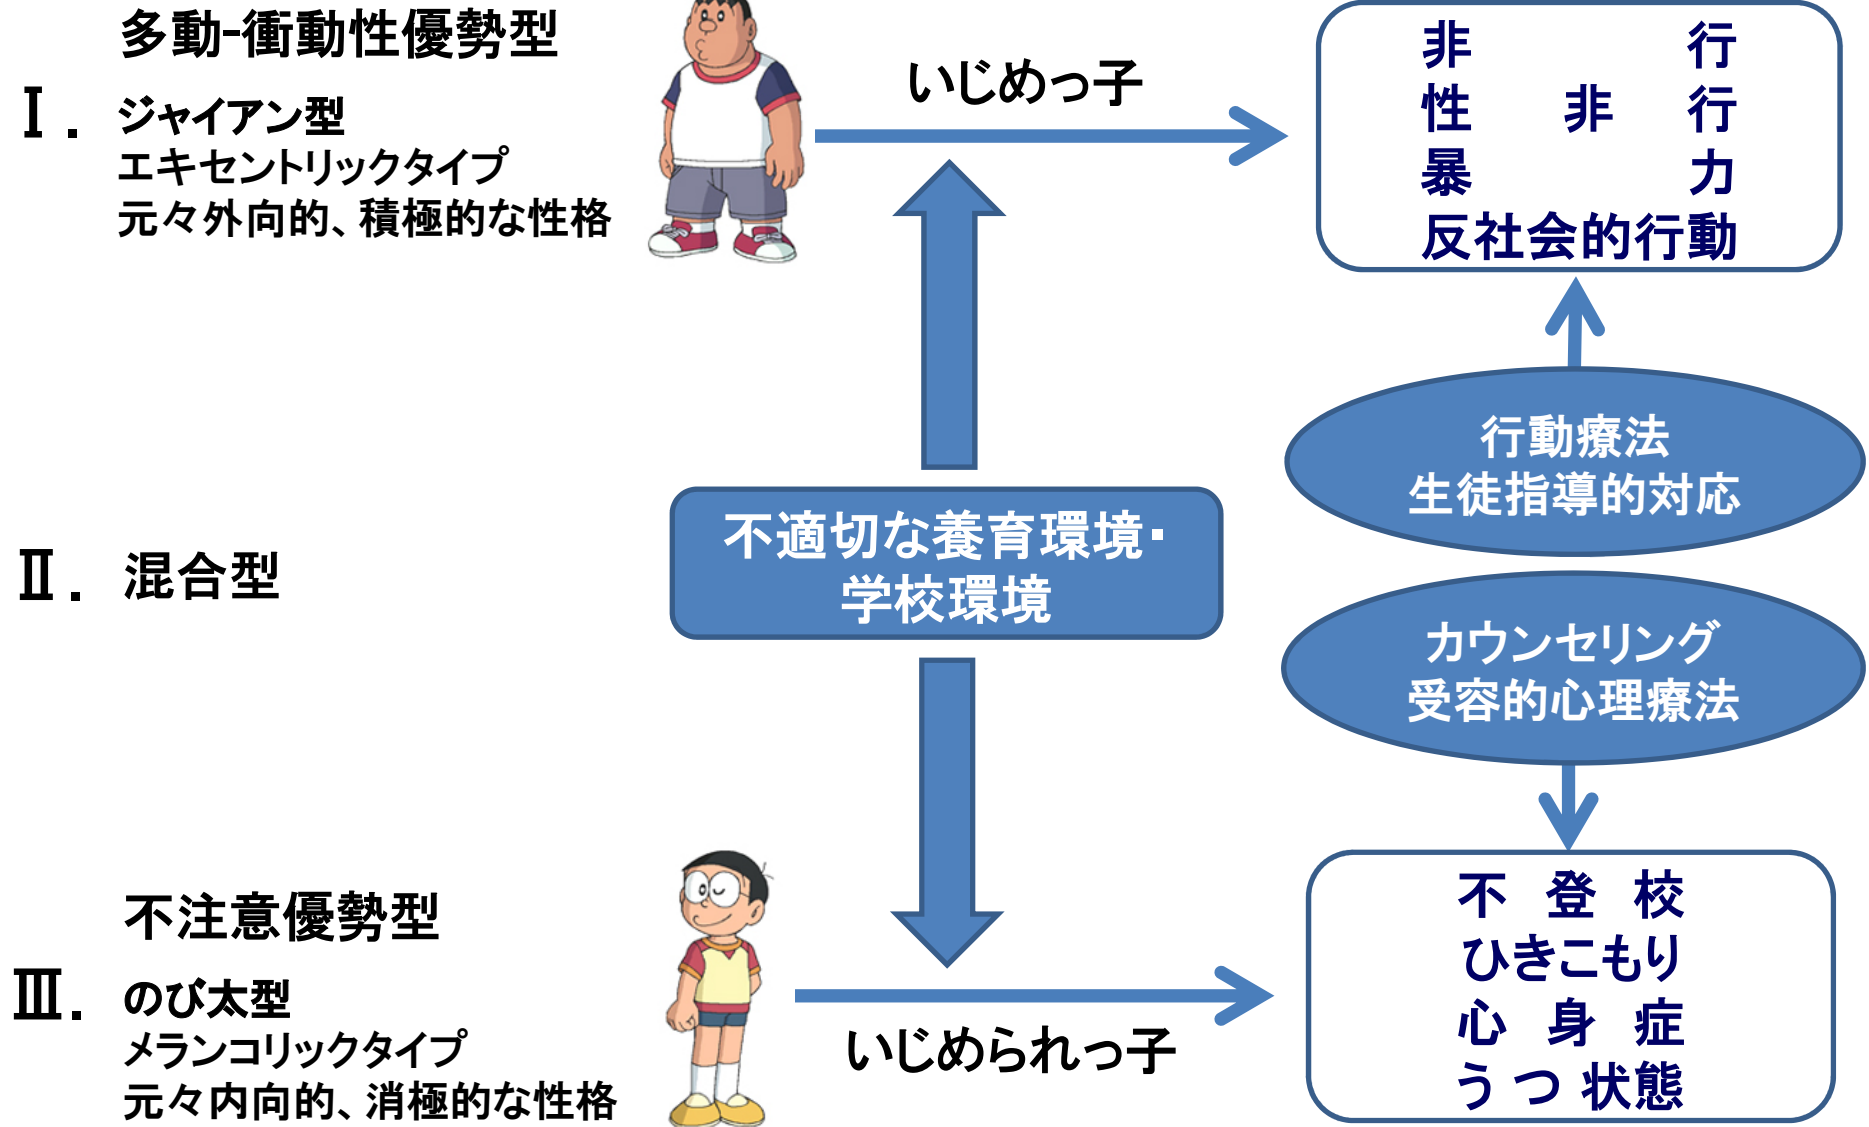 多動-衝動性優勢型
Ⅰ．
ジャイアン型
エキセントリックタイプ
元々外向的、積極的な性格
いじめっ子
非行
性非行
暴力
反社会的行動
行動療法
生徒指導的対応
Ⅱ．混合型
不適切な養育環境・
学校環境
カウンセリング
受容的心理療法
不注意優勢型
Ⅲ．
のび太型
メランコリックタイプ
元々内向的、消極的な性格
いじめられっ子
不登校
ひきこもり
心身症
うつ状態